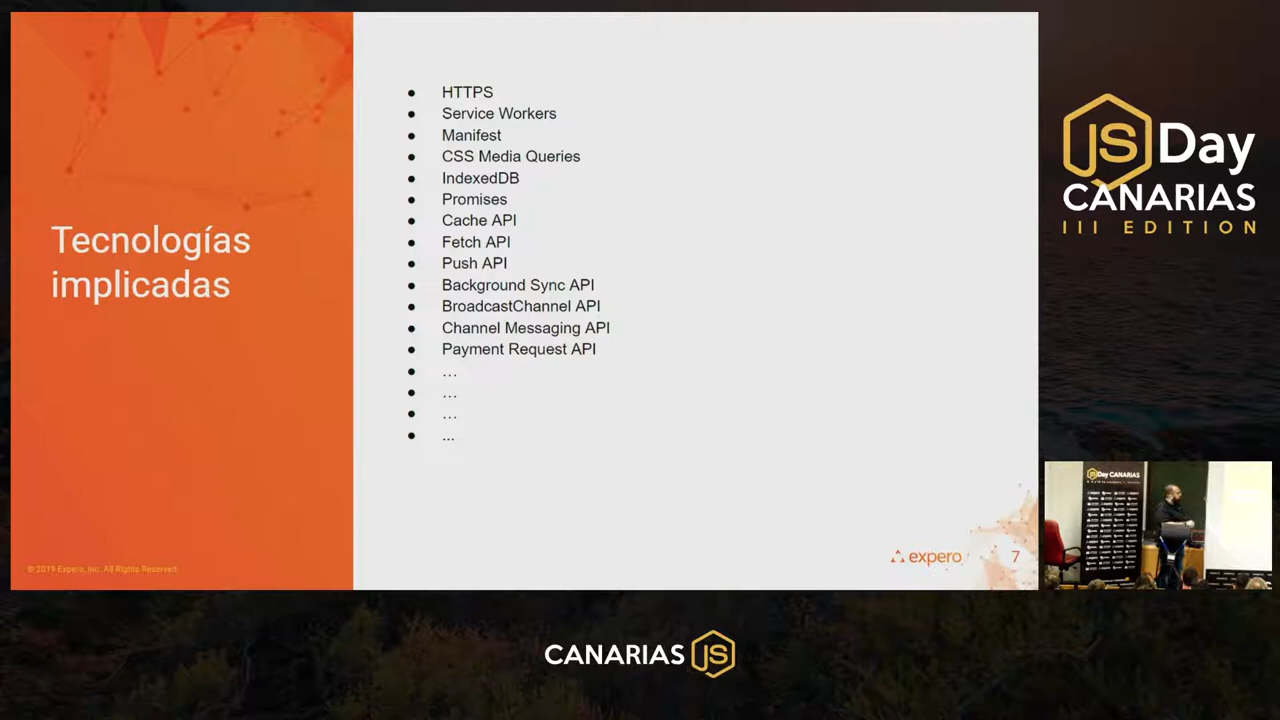 Tecnologías
implicadas
● HTTPS
● Service Workers
● Manifest
● CSS Media Queries
● IndexedDB
● Promises
● Cache API
● Fetch API
● Push API
● Background Sync API
● BroadcastChannel API
● Channel Messaging API
● Payment Request API
● …
● …
● …
● ...
© 2019 Expero, Inc. All Rights Reserved
expero
7
JS Day
CANARIAS
III EDITION
JSDay CANARIAS
CANARIAS JS